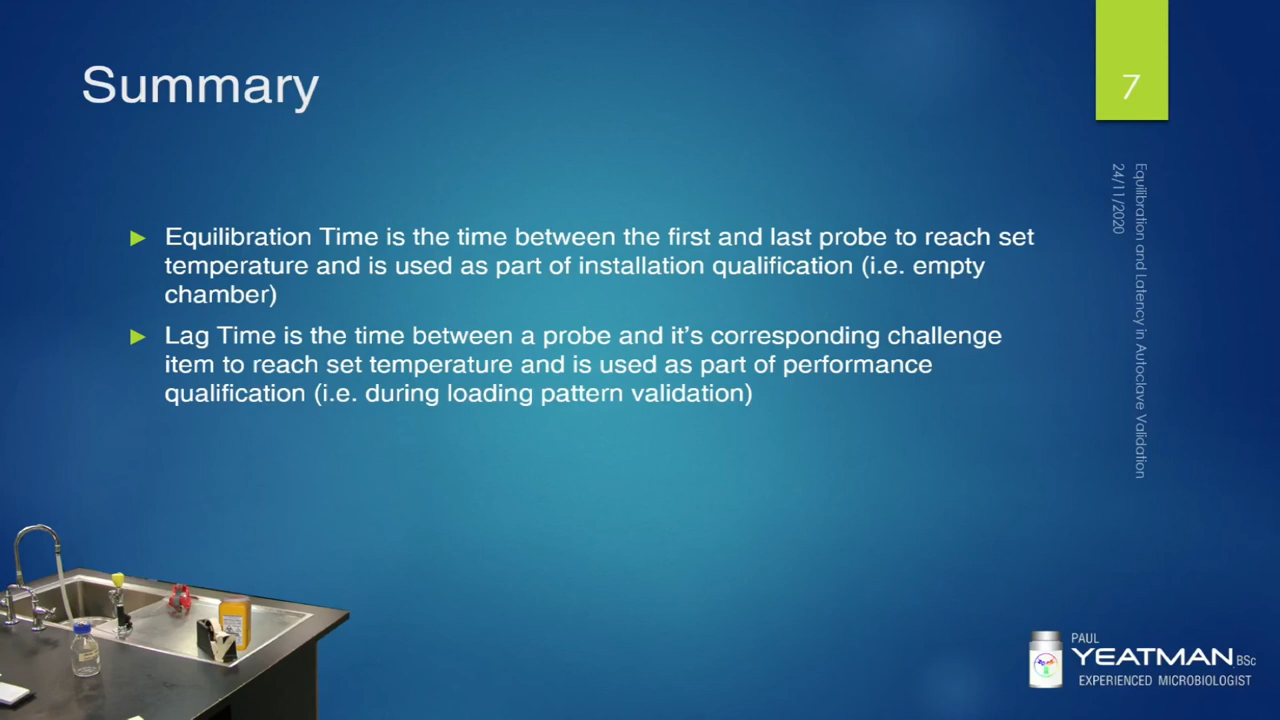 Summary
7
Equilibration Time is the time between the first and last probe to reach set
temperature and is used as part of installation qualification (i.e. empty
chamber)
Lag Time is the time between a probe and it's corresponding challenge
item to reach set temperature and is used as part of performance
qualification (i.e. during loading pattern validation)
Equilibration and Latency in Autoclave Validation
24/11/2020
PAUL
YEATMAN BSc
EXPERIENCED MICROBIOLOGIST